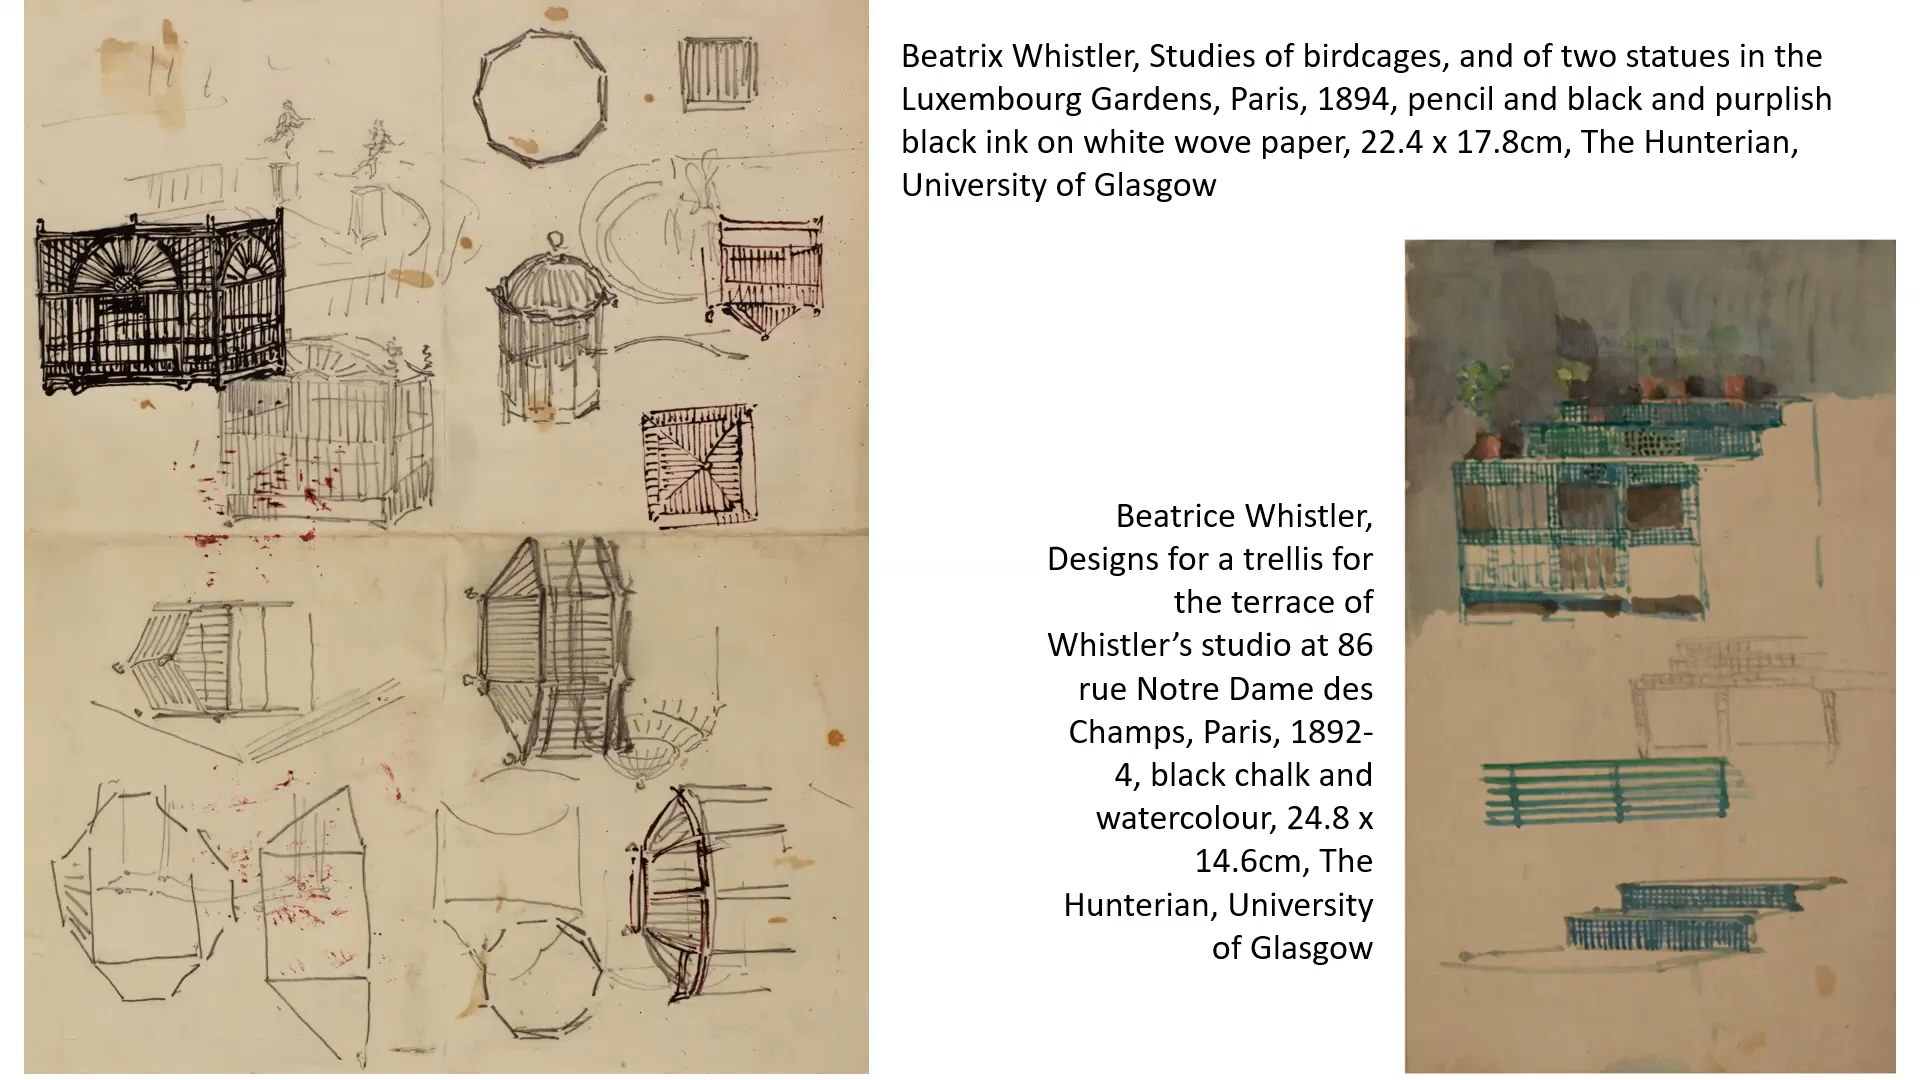 Beatrix Whistler, Studies of birdcages, and of two statues in the
Luxembourg Gardens, Paris, 1894, pencil and black and purplish
black ink on white wove paper, 22.4 x 17.8cm, The Hunterian,
University of Glasgow
Beatrice Whistler,
Designs for a trellis for
the terrace of
Whistler’s studio at 86
rue Notre Dame des
Champs, Paris, 1892-
4, black chalk and
watercolour, 24.8 x
14.6cm, The
Hunterian, University
of Glasgow